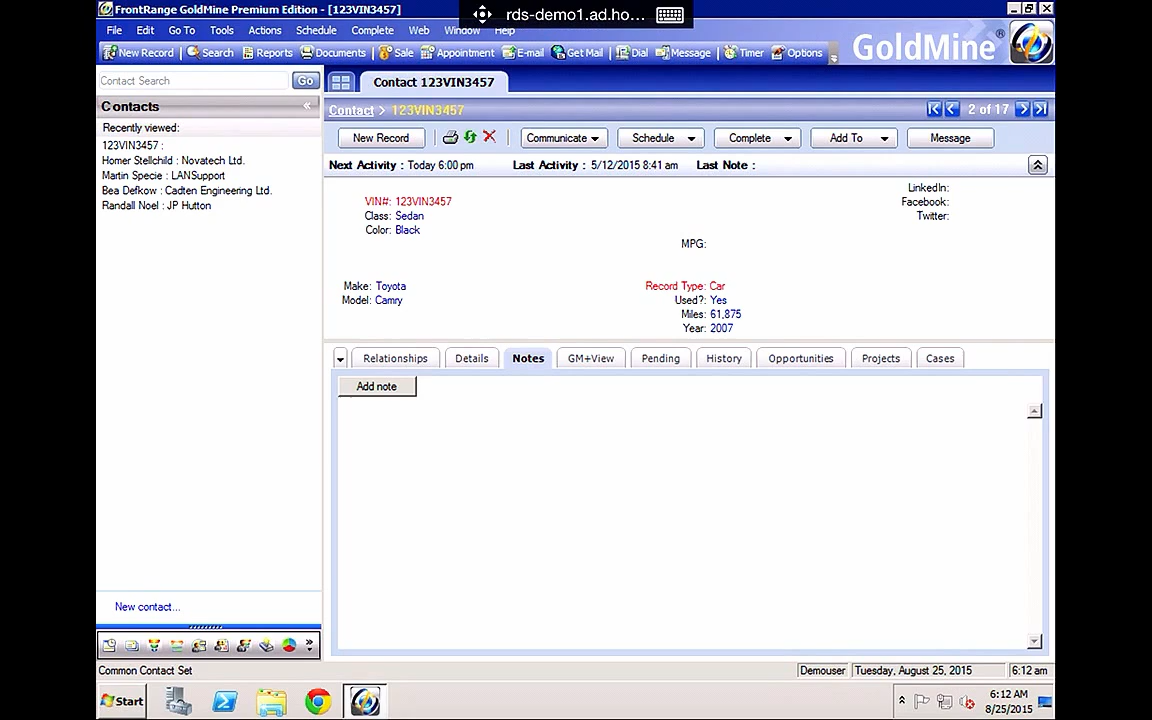 FrontRange GoldMine Premium Edition - [123VIN3457]
rds-demo1.ad.ho...
File Edit Go To Tools Actions Schedule Complete Web Window Help
New Record Search Reports Documents Sale Appointment E-mail Get Mail Dial Message Timer Options
GoldMine®
Contact Search Go
Contact 123VIN3457
Contacts «
Contact > 123VIN3457
2 of 17
Recently viewed:
123VIN3457 :
Homer Stellchild : Novatech Ltd.
Martin Specie : LANSupport
Bea Defkow : Cadten Engineering Ltd.
Randall Noel : JP Hutton
New Record Communicate Schedule Complete Add To Message
Next Activity : Today 6:00 pm Last Activity : 5/12/2015 8:41 am Last Note :
VIN#: 123VIN3457
Class: Sedan
Color: Black
LinkedIn:
Facebook:
Twitter:
MPG:
Make: Toyota
Model: Camry
Record Type: Car
Used?: Yes
Miles: 61,875
Year: 2007
Relationships Details Notes GM+View Pending History Opportunities Projects Cases
Add note
New contact...
»
Common Contact Set
Demouser Tuesday, August 25, 2015 6:12 am
Start
6:12 AM
8/25/2015